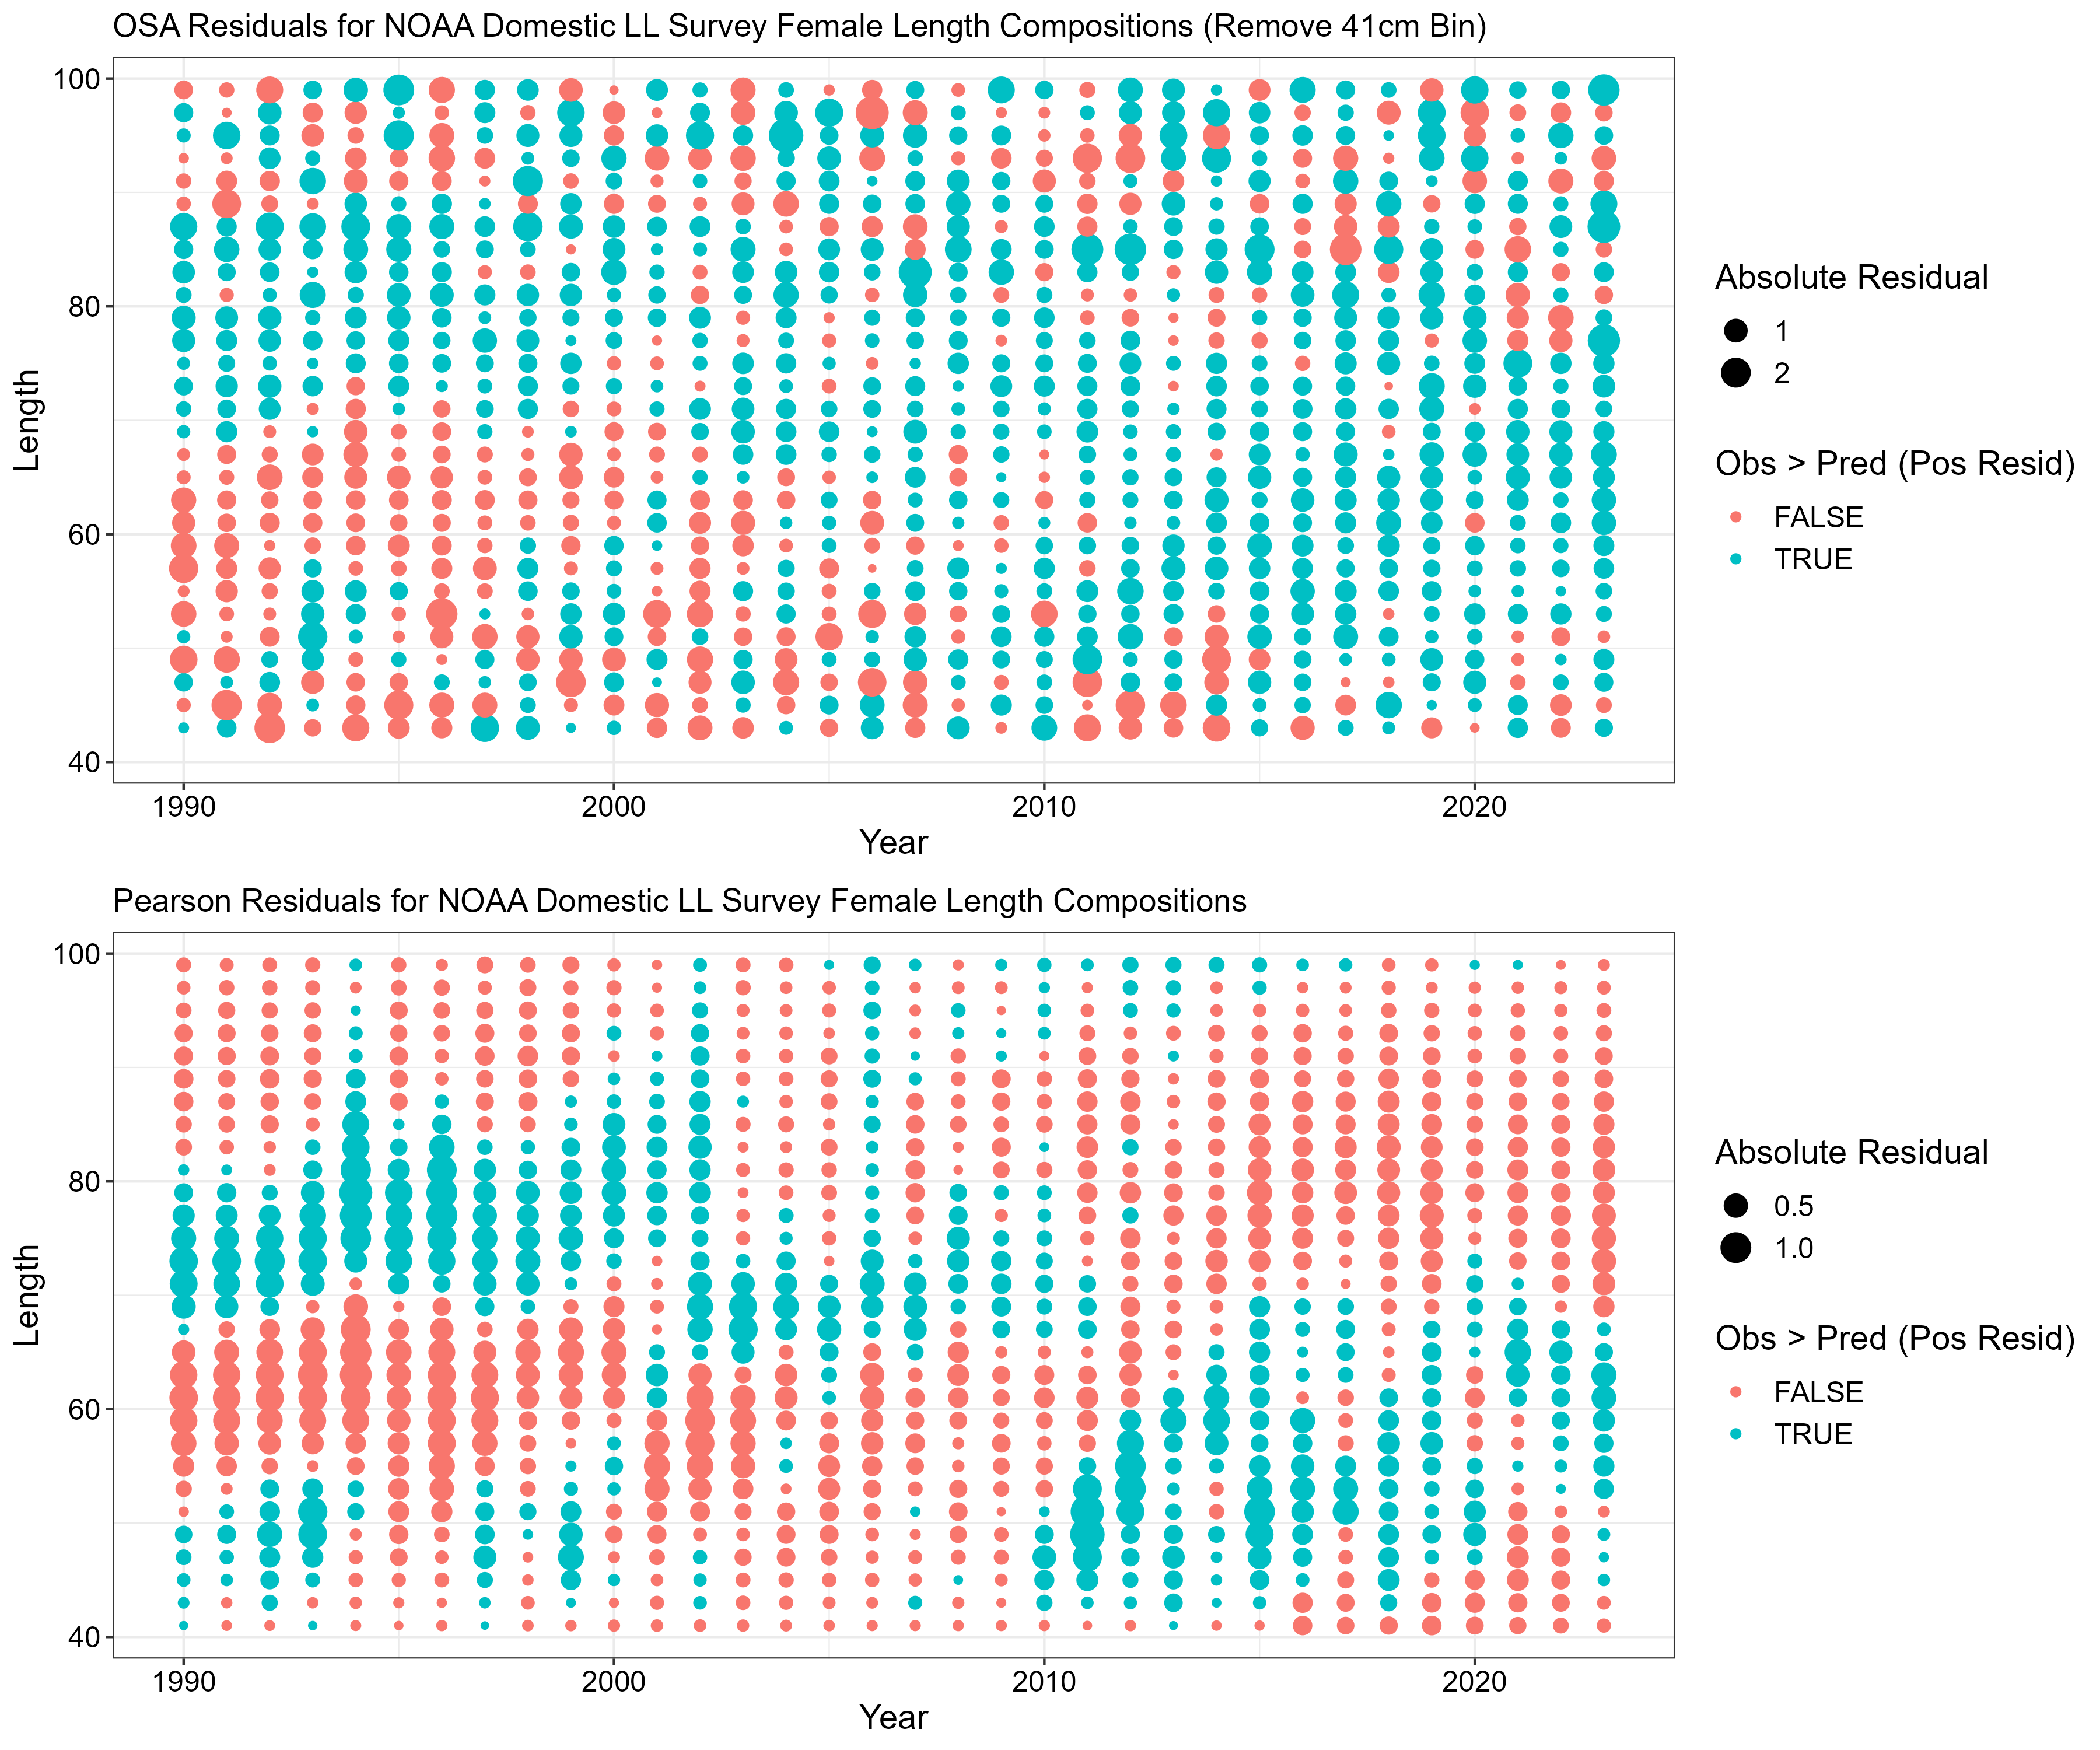 OSA Residuals for NOAA Domestic LL Survey Female Length Compositions (Remove 41cm Bin)
100
80
60
40
Length
1990
2000
2010
2020
Year
Absolute Residual
1
2
Obs > Pred (Pos Resid)
FALSE
TRUE
Pearson Residuals for NOAA Domestic LL Survey Female Length Compositions
100
80
60
40
Length
1990
2000
2010
2020
Year
Absolute Residual
0.5
1.0
Obs > Pred (Pos Resid)
FALSE
TRUE